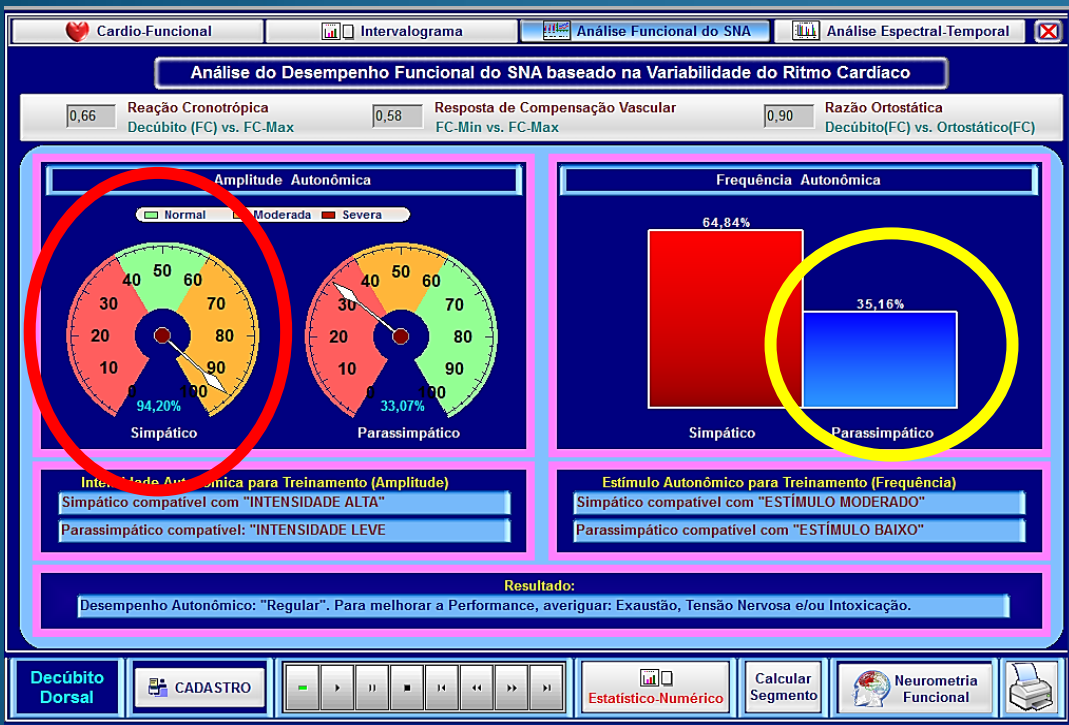 Cardio-Funcional
Intervalograma
Análise Funcional do SNA
Análise Espectral-Temporal
Análise do Desempenho Funcional do SNA baseado na Variabilidade do Ritmo Cardíaco
0,66
Reação Cronotrópica
Decúbito (FC) vs. FC-Max
0,58
Resposta de Compensação Vascular
FC-Min vs. FC-Max
0,90
Razão Ortostática
Decúbito(FC) vs. Ortostático(FC)
Amplitude Autonômica
Normal Moderada Severa
0 10 20 30 40 50 60 70 80 90 100
94,20%
Simpático
0 10 20 30 40 50 60 70 80 90 100
33,07%
Parassimpático
Frequência Autonômica
64,84%
35,16%
Simpático
Parassimpático
Intensidade Autonômica para Treinamento (Amplitude)
Simpático compatível com "INTENSIDADE ALTA"
Parassimpático compatível: "INTENSIDADE LEVE
Estímulo Autonômico para Treinamento (Frequência)
Simpático compatível com "ESTÍMULO MODERADO"
Parassimpático compatível com "ESTÍMULO BAIXO"
Resultado:
Desempenho Autonômico: "Regular". Para melhorar a Performance, averiguar: Exaustão, Tensão Nervosa e/ou Intoxicação.
Decúbito
Dorsal
CADASTRO
Estatístico-Numérico
Calcular
Segmento
Neurometria
Funcional